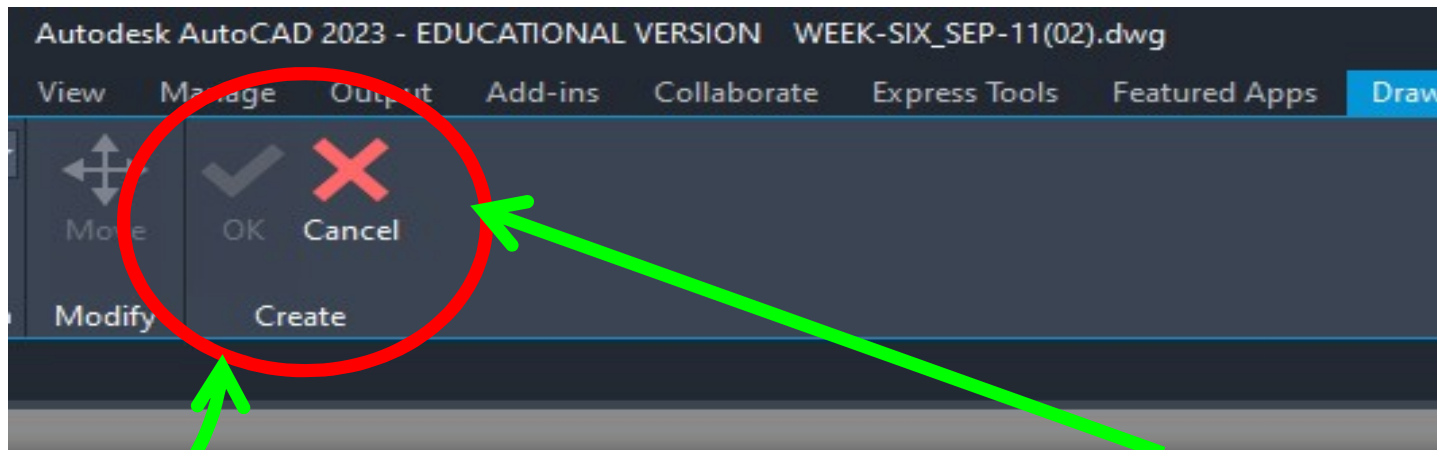 Autodesk AutoCAD 2023 - EDUCATIONAL VERSION WEEK-SIX_SEP-11(02).dwg
View Manage Output Add-ins Collaborate Express Tools Featured Apps Draw
Move OK Cancel
Modify Create